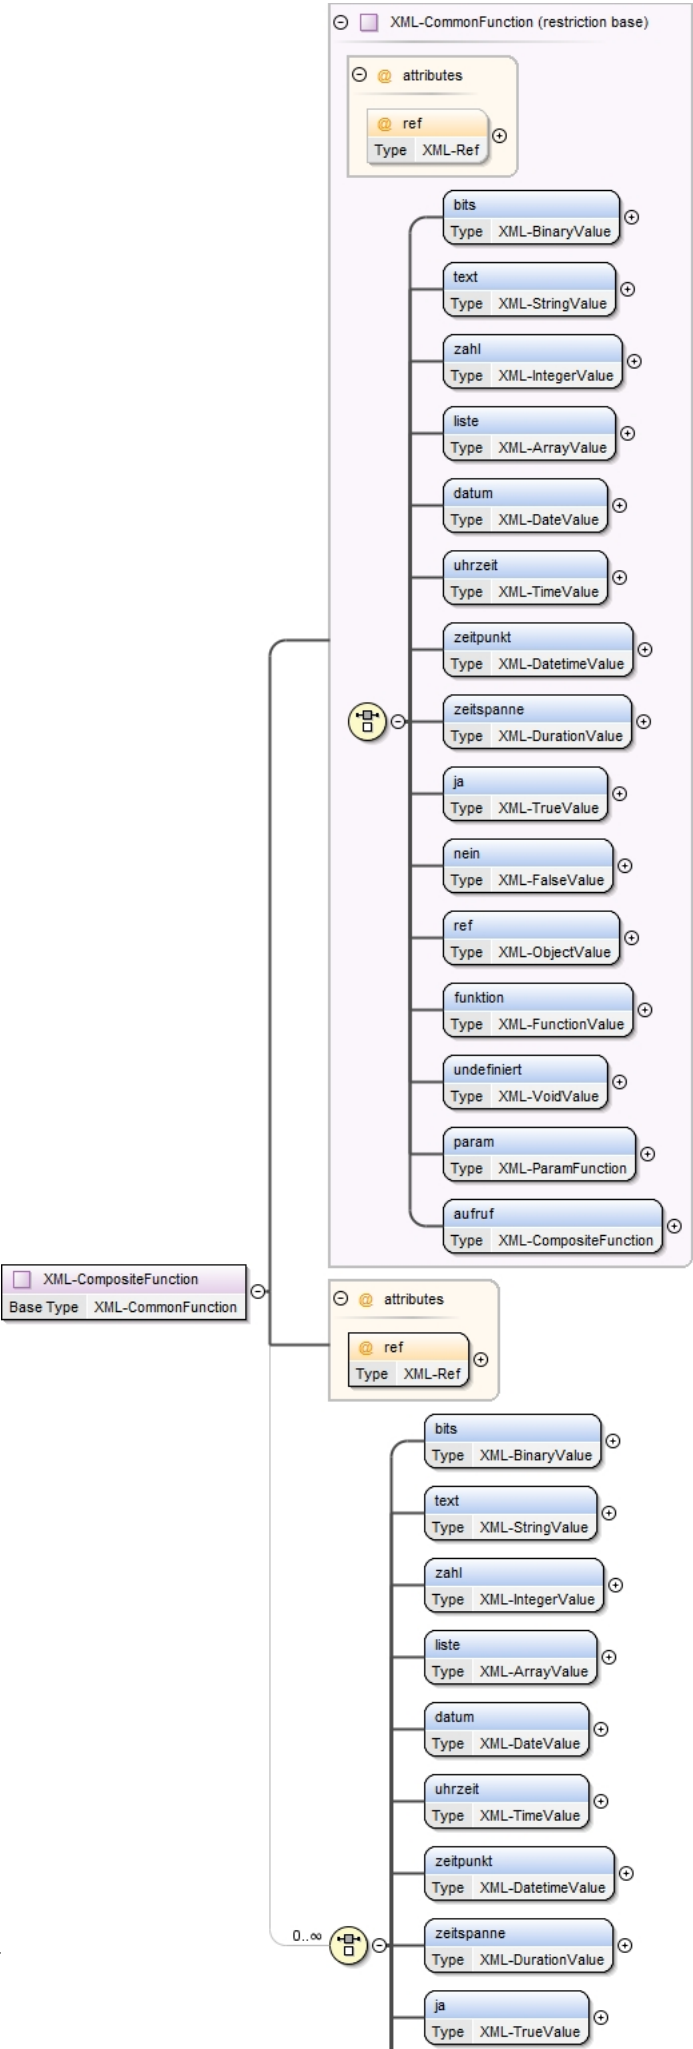 XML-CommonFunction (restriction base)
@ attributes
@ ref
Type XML-Ref
bits
Type XML-BinaryValue
text
Type XML-StringValue
zahl
Type XML-IntegerValue
liste
Type XML-ArrayValue
datum
Type XML-DateValue
uhrzeit
Type XML-TimeValue
zeitpunkt
Type XML-DatetimeValue
zeitspanne
Type XML-DurationValue
ja
Type XML-TrueValue
nein
Type XML-FalseValue
ref
Type XML-ObjectValue
funktion
Type XML-FunctionValue
undefiniert
Type XML-VoidValue
param
Type XML-ParamFunction
aufruf
Type XML-CompositeFunction
XML-CompositeFunction
Base Type XML-CommonFunction
@ attributes
@ ref
Type XML-Ref
bits
Type XML-BinaryValue
text
Type XML-StringValue
zahl
Type XML-IntegerValue
liste
Type XML-ArrayValue
datum
Type XML-DateValue
uhrzeit
Type XML-TimeValue
zeitpunkt
Type XML-DatetimeValue
0..∞
zeitspanne
Type XML-DurationValue
ja
Type XML-TrueValue